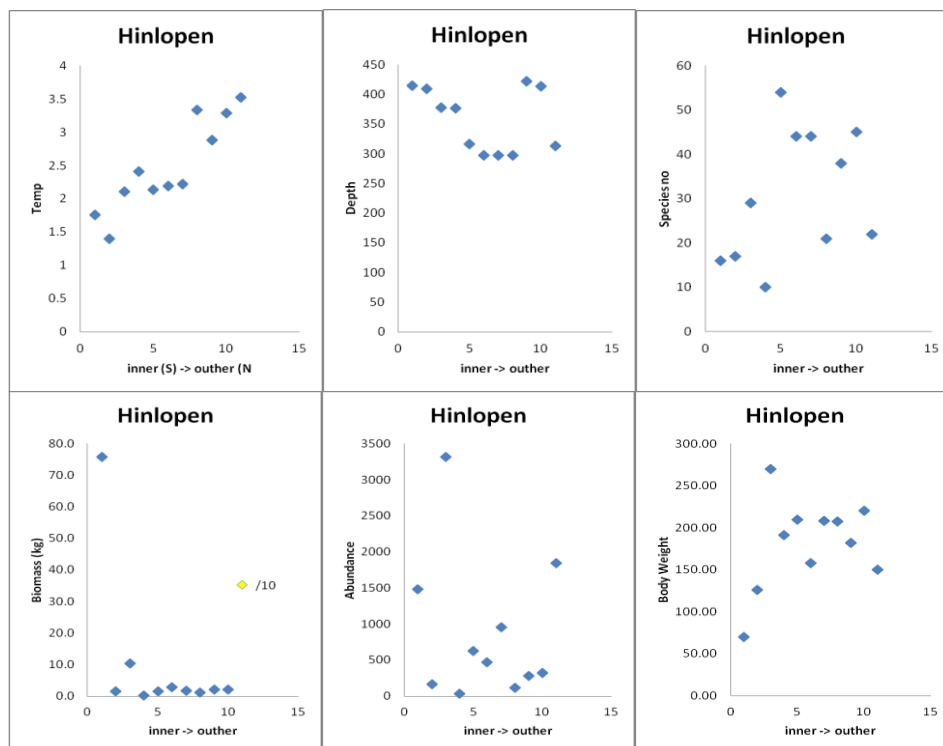 Hinlopen
Temp
4
3.5
3
2.5
2
1.5
1
0.5
0
0 5 10 15
inner (S) -> outher (N
Hinlopen
Depth
450
400
350
300
250
200
150
100
50
0
0 5 10 15
inner -> outher
Hinlopen
Species no
60
50
40
30
20
10
0
0 5 10 15
inner -> outher
Hinlopen
Biomass (kg)
80.0
70.0
60.0
50.0
40.0
30.0
20.0
10.0
0.0
/10
0 5 10 15
inner -> outher
Hinlopen
Abundance
3500
3000
2500
2000
1500
1000
500
0
0 5 10 15
inner -> outher
Hinlopen
Body Weight
300.00
250.00
200.00
150.00
100.00
50.00
0.00
0 5 10 15
inner -> outher